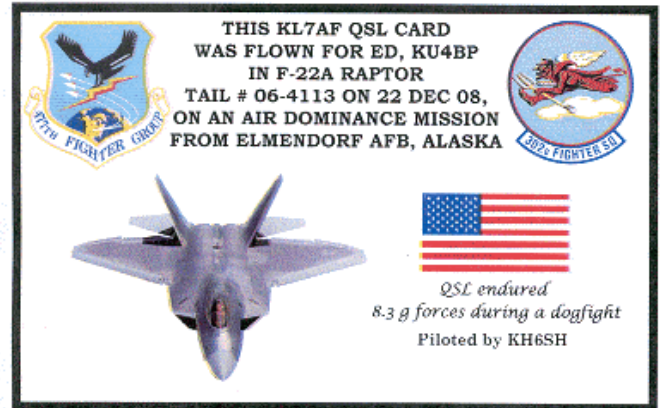 THIS KL7AF QSL CARD
WAS FLOWN FOR ED, KU4BP
IN F-22A RAPTOR
TAIL # 06-4113 ON 22 DEC 08,
ON AN AIR DOMINANCE MISSION
FROM ELMENDORF AFB, ALASKA
477TH FIGHTER GROUP
302d FIGHTER SQ
QSL endured
8.3 g forces during a dogfight
Piloted by KH6SH